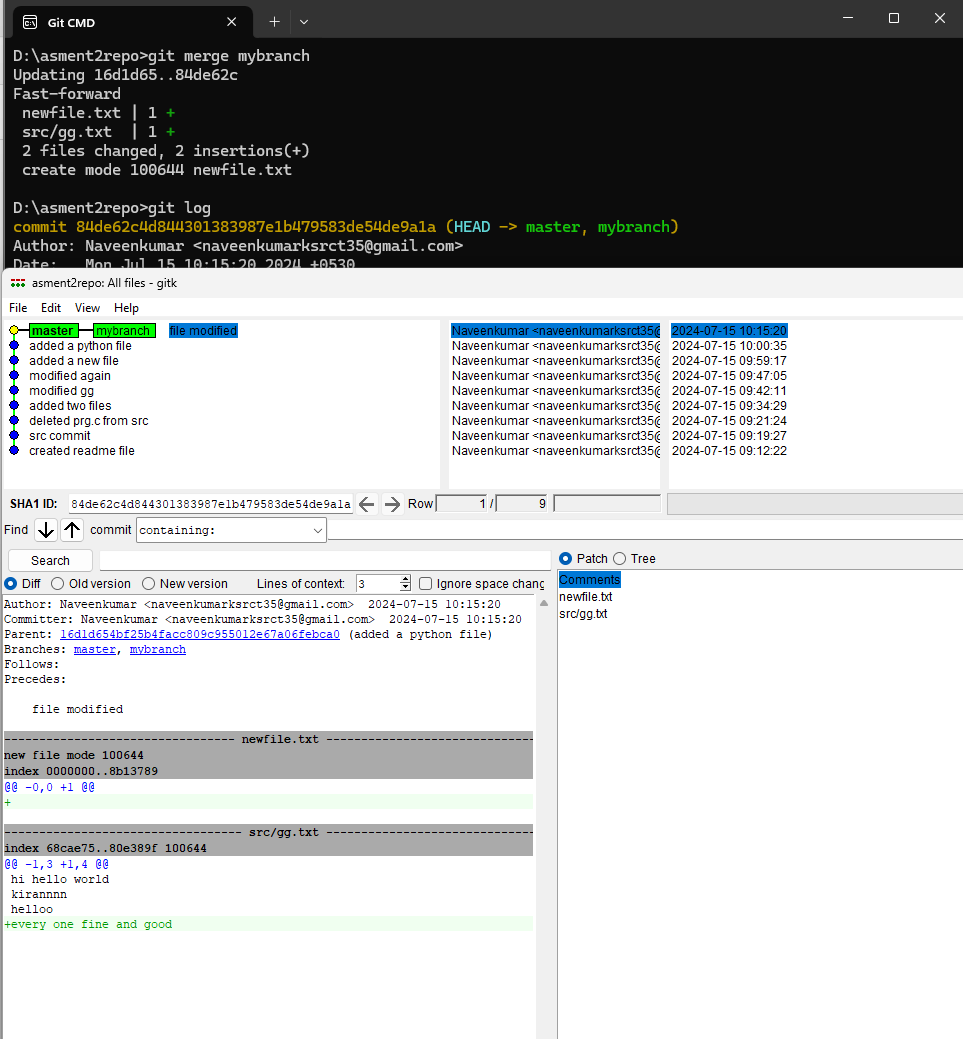 Git CMD
D:\asment2repo>git merge mybranch
Updating 16d1d65..84de62c
Fast-forward
newfile.txt | 1 +
src/gg.txt | 1 +
2 files changed, 2 insertions(+)
create mode 100644 newfile.txt
D:\asment2repo>git log
commit 84de62c4d844301383987e1b479583de54de9a1a (HEAD -> master, mybranch)
Author: Naveenkumar <naveenkumarksrct35@gmail.com>
Date: Mon Jul 15 10:15:20 2024 +0530
asment2repo: All files - gitk
File Edit View Help
master mybranch file modified Naveenkumar <naveenkumarksrct35@ 2024-07-15 10:15:20
added a python file Naveenkumar <naveenkumarksrct35@ 2024-07-15 10:00:35
added a new file Naveenkumar <naveenkumarksrct35@ 2024-07-15 09:59:17
modified again Naveenkumar <naveenkumarksrct35@ 2024-07-15 09:47:05
modified gg Naveenkumar <naveenkumarksrct35@ 2024-07-15 09:42:11
added two files Naveenkumar <naveenkumarksrct35@ 2024-07-15 09:34:29
deleted prg.c from src Naveenkumar <naveenkumarksrct35@ 2024-07-15 09:21:24
src commit Naveenkumar <naveenkumarksrct35@ 2024-07-15 09:19:27
created readme file Naveenkumar <naveenkumarksrct35@ 2024-07-15 09:12:22
SHA1 ID: 84de62c4d844301383987e1b479583de54de9a1a Row 1 / 9
Find commit containing:
Search
Diff Old version New version Lines of context: 3 Ignore space chang
Author: Naveenkumar <naveenkumarksrct35@gmail.com> 2024-07-15 10:15:20
Committer: Naveenkumar <naveenkumarksrct35@gmail.com> 2024-07-15 10:15:20
Parent: 16d1d654bf25b4facc809c955012e67a06febca0 (added a python file)
Branches: master, mybranch
Follows:
Precedes:
file modified
------------------------------ newfile.txt ------------------------------
new file mode 100644
index 0000000..8b13789
@@ -0,0 +1 @@
+
------------------------------- src/gg.txt ------------------------------
index 68cae75..80e389f 100644
@@ -1,3 +1,4 @@
hi hello world
kirannnn
helloo
+every one fine and good
Patch Tree
Comments
newfile.txt
src/gg.txt